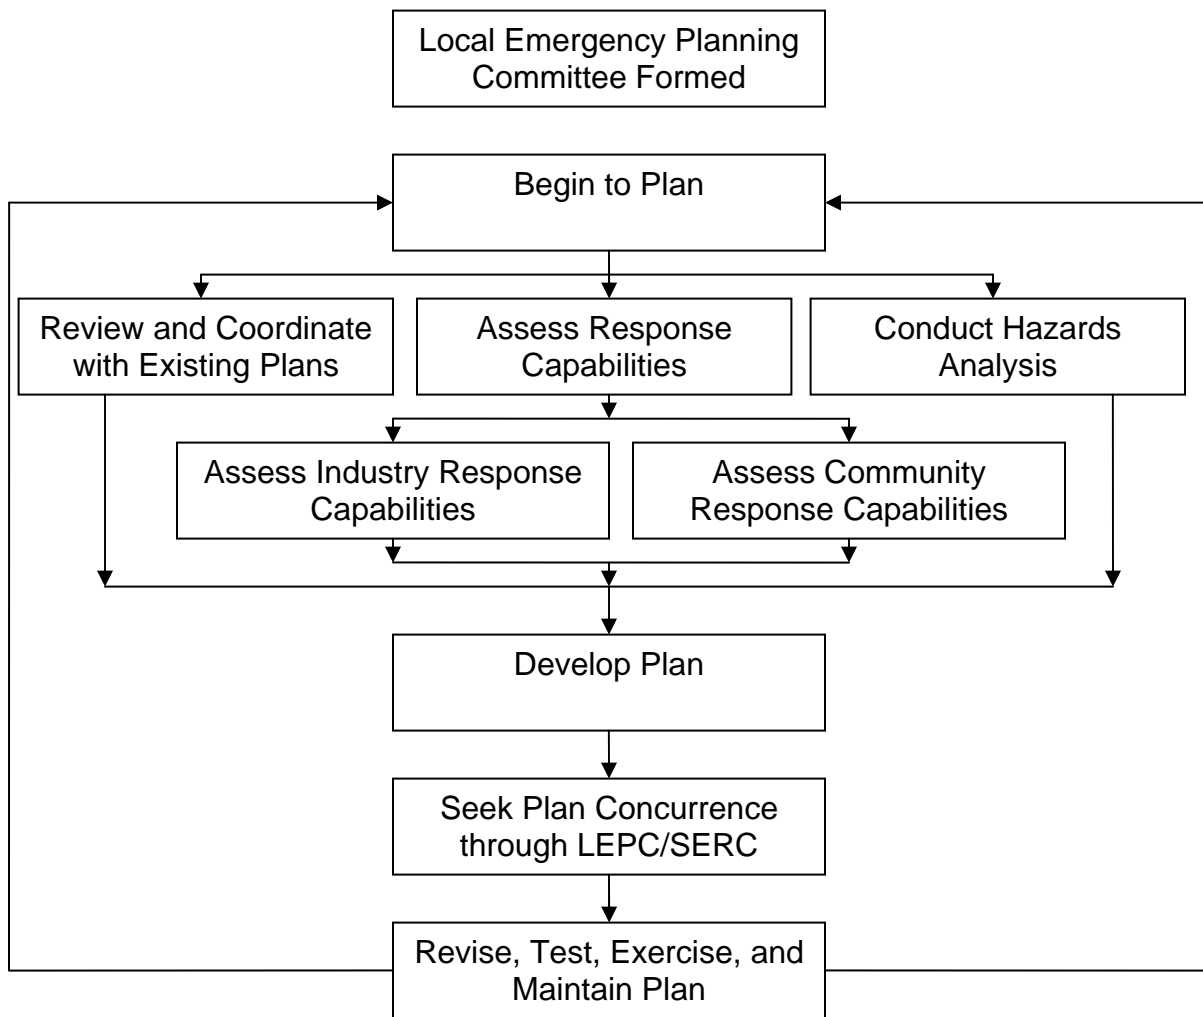 Local Emergency Planning
Committee Formed
Begin to Plan
Review and Coordinate
with Existing Plans
Assess Response
Capabilities
Conduct Hazards
Analysis
Assess Industry Response
Capabilities
Assess Community
Response Capabilities
Develop Plan
Seek Plan Concurrence
through LEPC/SERC
Revise, Test, Exercise, and
Maintain Plan